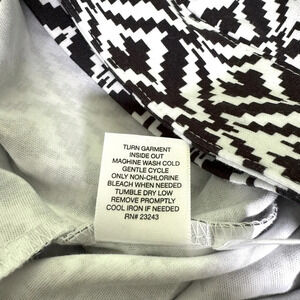 TURN GARMENT
INSIDE OUT
MACHINE WASH COLD
GENTLE CYCLE
ONLY NON-CHLORINE
BLEACH WHEN NEEDED
TUMBLE DRY LOW
REMOVE PROMPTLY
COOL IRON IF NEEDED
RN# 23243